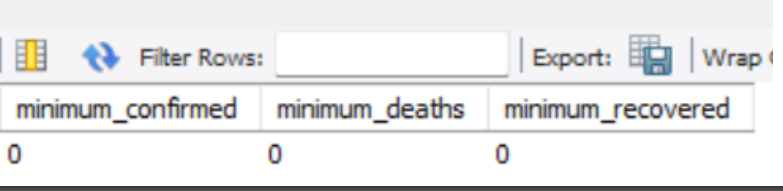 Filter Rows: Export: Wrap
minimum_confirmed minimum_deaths minimum_recovered
0 0 0